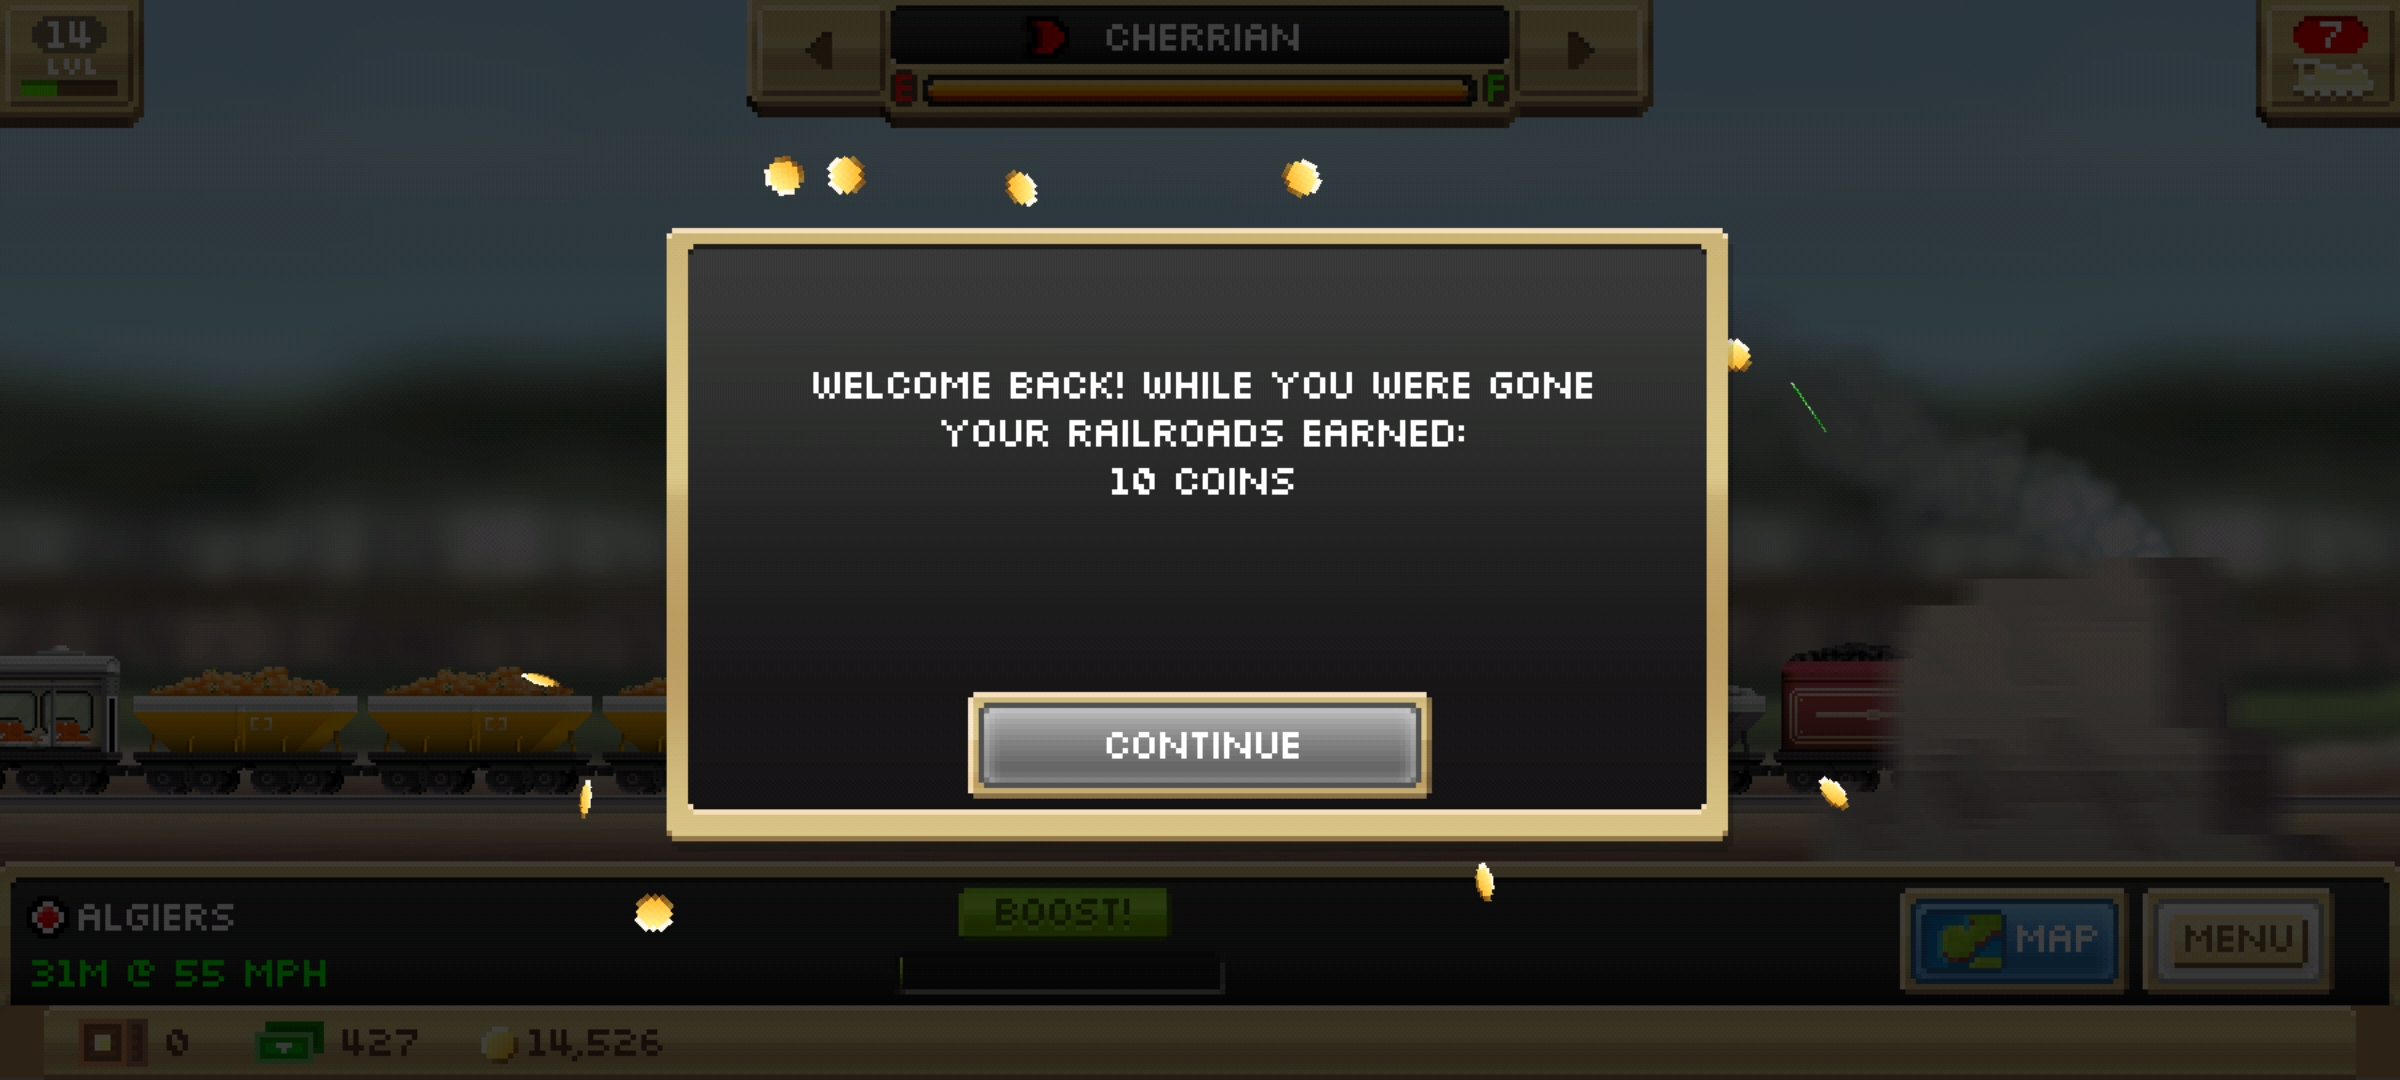 14
LVL
CHERRIAN
E F
7
WELCOME BACK! WHILE YOU WERE GONE
YOUR RAILROADS EARNED:
10 COINS
CONTINUE
ALGIERS
31M @ 55 MPH
BOOST!
MAP
MENU
0
427
14,526